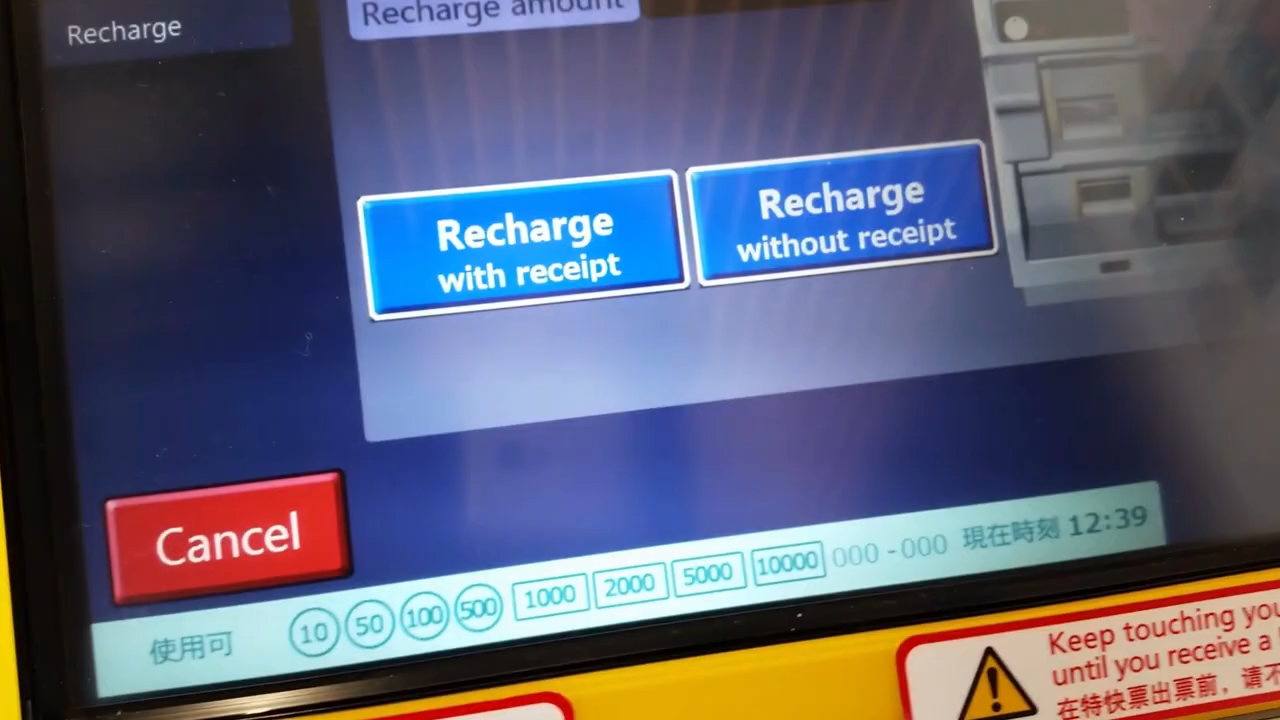 Recharge
Recharge amount
Recharge
with receipt
Recharge
without receipt
Cancel
使用可 10 50 100 500 1000 2000 5000 10000 000-000 現在時刻 12:39
Keep touching you
until you receive a
在特快票出票前，请不